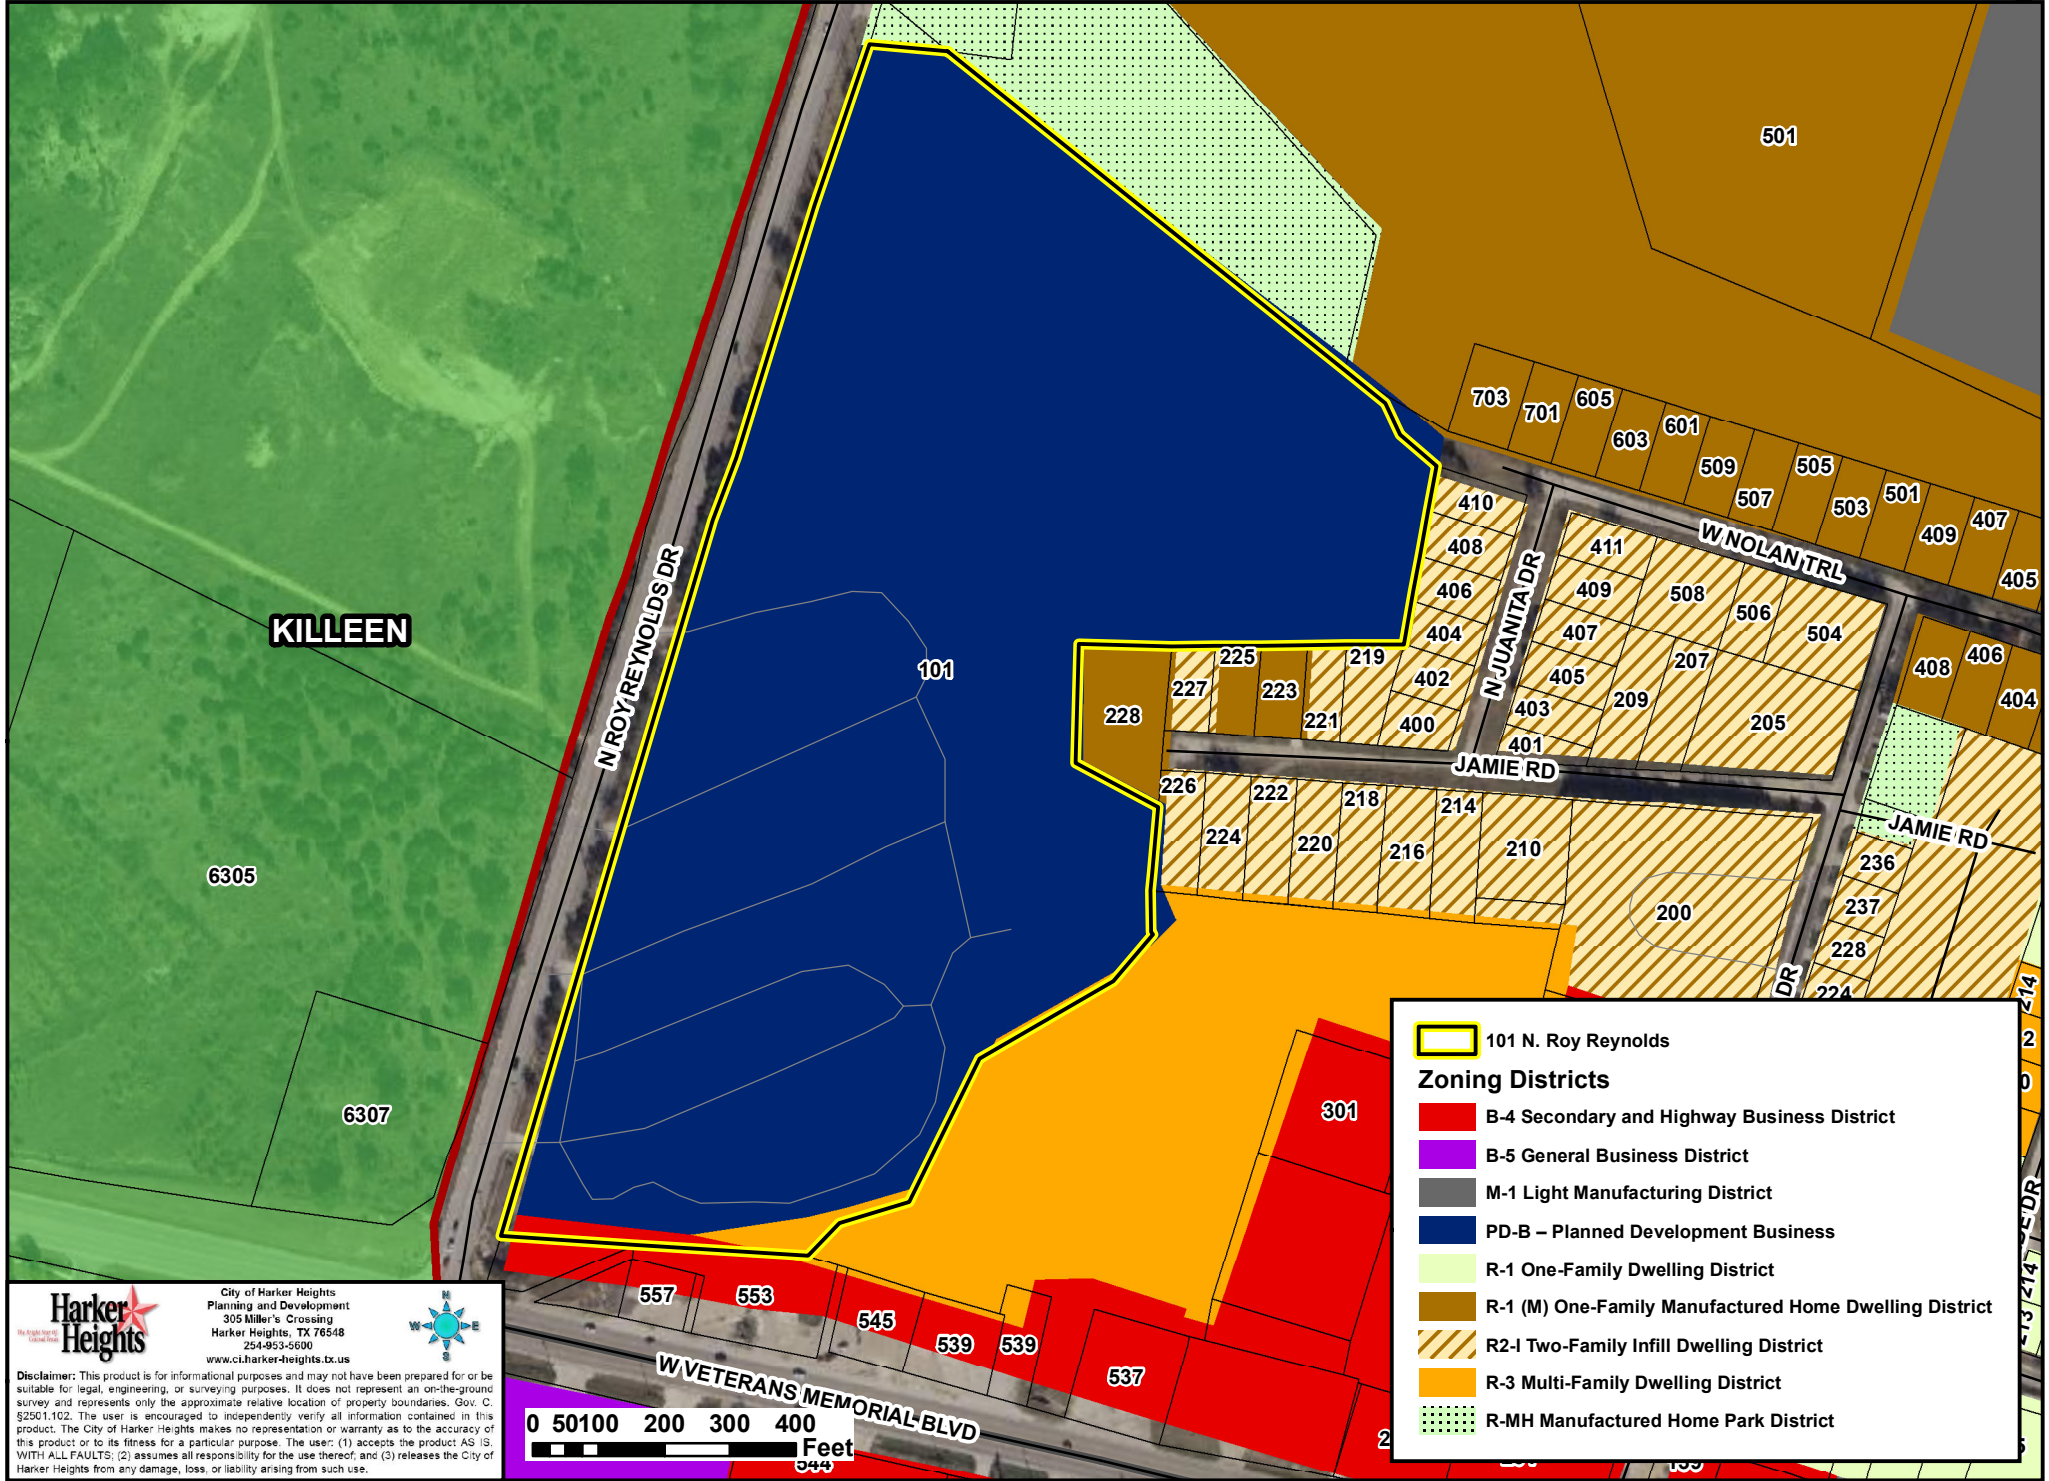 501
703
701
605
603
601
509
507
505
503
501
409
407
405
W NOLAN TRL
410
408
406
404
402
400
N JUANITA DR
411
409
407
405
403
401
508
506
504
207
209
205
408
406
404
KILLEEN
N ROY REYNOLDS DR
101
228
227
225
223
221
219
JAMIE RD
226
224
222
220
218
216
214
210
200
JAMIE RD
236
237
228
224
DR
6305
6307
301
214
2
0
SE DR
214
213
557
553
545
539
539
537
W VETERANS MEMORIAL BLVD
544
101 N. Roy Reynolds
Zoning Districts
B-4 Secondary and Highway Business District
B-5 General Business District
M-1 Light Manufacturing District
PD-B – Planned Development Business
R-1 One-Family Dwelling District
R-1 (M) One-Family Manufactured Home Dwelling District
R2-I Two-Family Infill Dwelling District
R-3 Multi-Family Dwelling District
R-MH Manufactured Home Park District
0 50 100 200 300 400
Feet
Harker
Heights
City of Harker Heights
Planning and Development
305 Miller's Crossing
Harker Heights, TX 76548
254-953-5600
www.ci.harker-heights.tx.us
N
W E
S
Disclaimer: This product is for informational purposes and may not have been prepared for or be
suitable for legal, engineering, or surveying purposes. It does not represent an on-the-ground
survey and represents only the approximate relative location of property boundaries. Gov. C.
§2501.102. The user is encouraged to independently verify all information contained in this
product. The City of Harker Heights makes no representation or warranty as to the accuracy of
this product or to its fitness for a particular purpose. The user: (1) accepts the product AS IS,
WITH ALL FAULTS; (2) assumes all responsibility for the use thereof; and (3) releases the City of
Harker Heights from any damage, loss, or liability arising from such use.